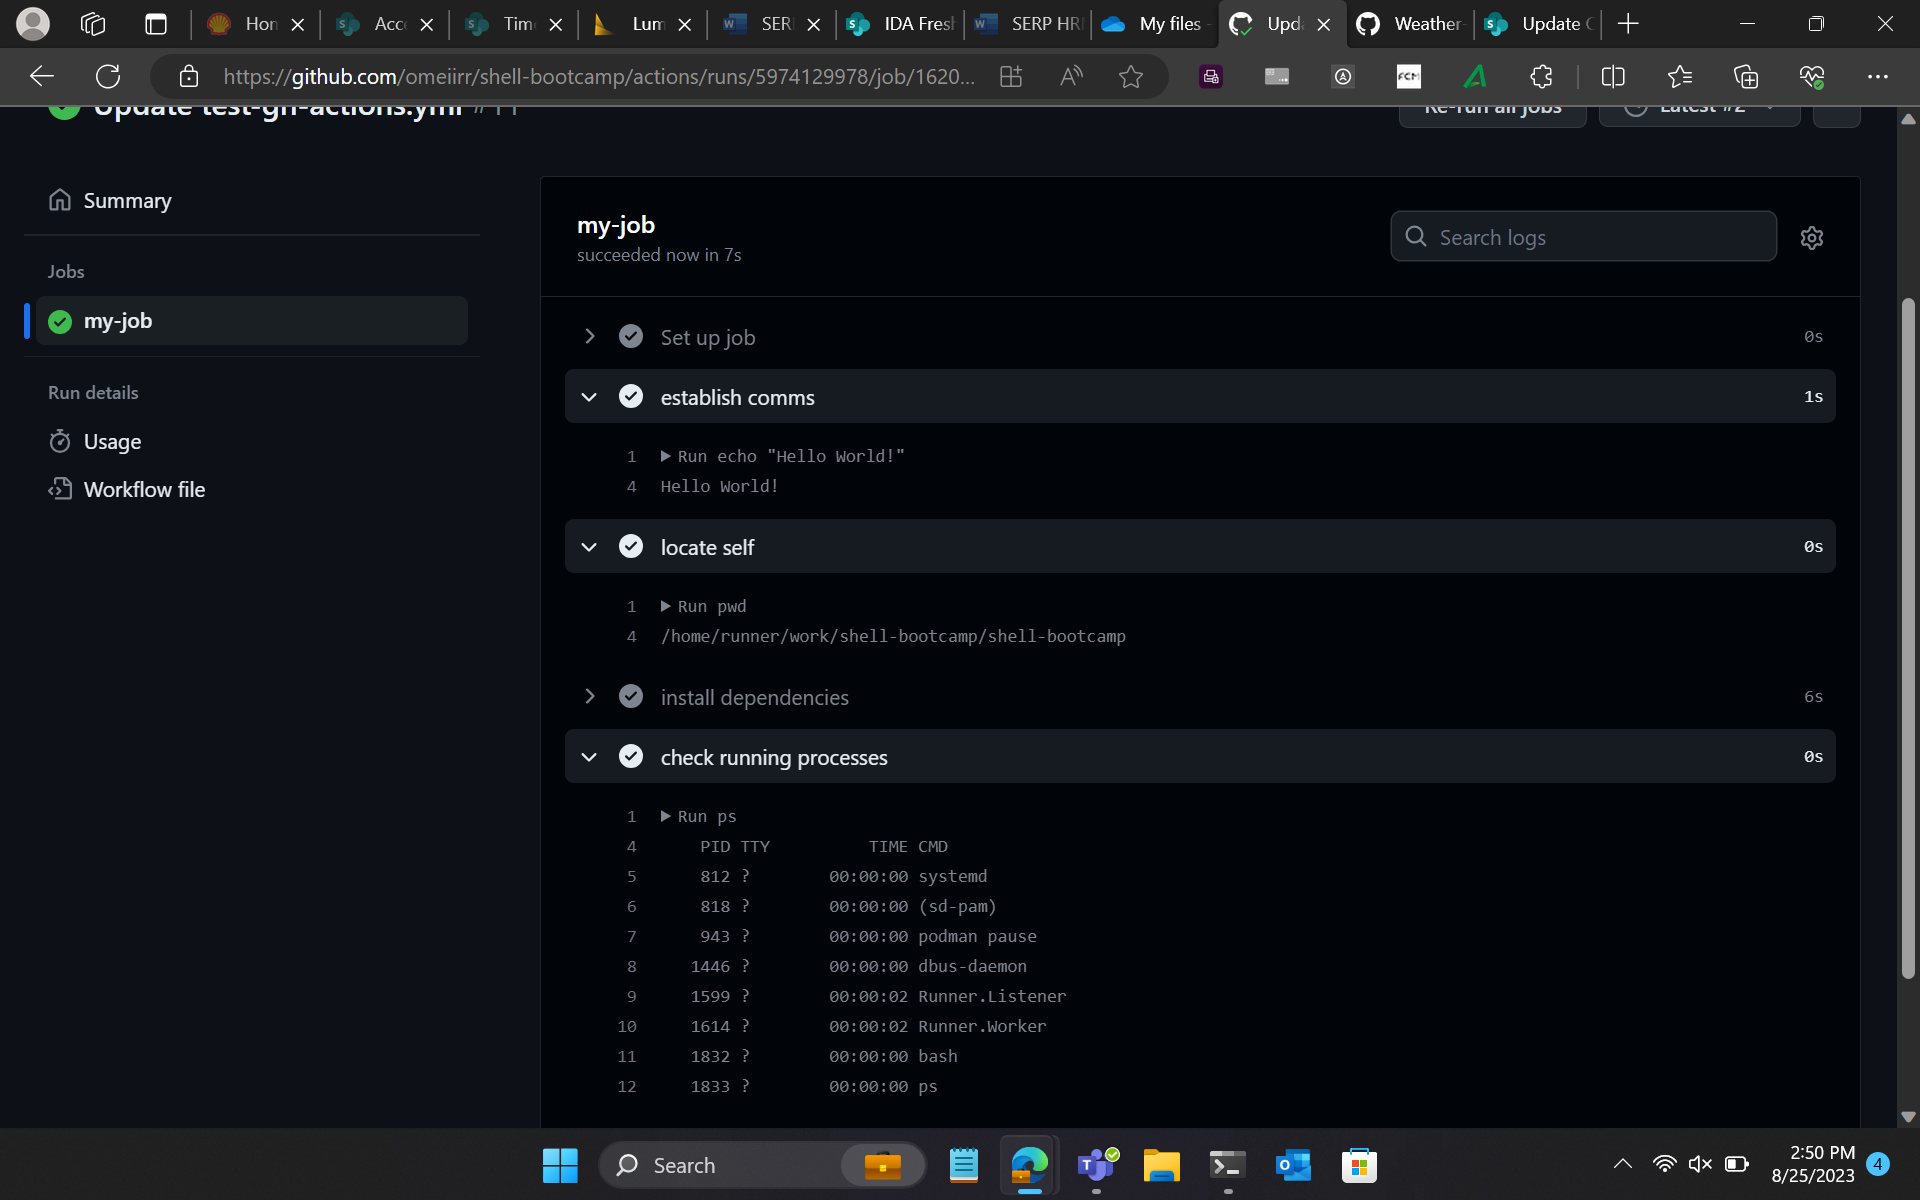 Hon
Acce
Time
Lum
SERI
IDA Fresh
SERP HRI
My files -
Upda
Weather-
Update C
https://github.com/omeiirr/shell-bootcamp/actions/runs/5974129978/job/1620...
FCM
Update test-gh-actions.yml #11
Re-run all jobs
Latest #2
Summary
Jobs
my-job
Run details
Usage
Workflow file
my-job
succeeded now in 7s
Search logs
Set up job 0s
establish comms 1s
1 Run echo "Hello World!"
4 Hello World!
locate self 0s
1 Run pwd
4 /home/runner/work/shell-bootcamp/shell-bootcamp
install dependencies 6s
check running processes 0s
1 Run ps
4 PID TTY TIME CMD
5 812 ? 00:00:00 systemd
6 818 ? 00:00:00 (sd-pam)
7 943 ? 00:00:00 podman pause
8 1446 ? 00:00:00 dbus-daemon
9 1599 ? 00:00:02 Runner.Listener
10 1614 ? 00:00:02 Runner.Worker
11 1832 ? 00:00:00 bash
12 1833 ? 00:00:00 ps
Search
2:50 PM
8/25/2023
4